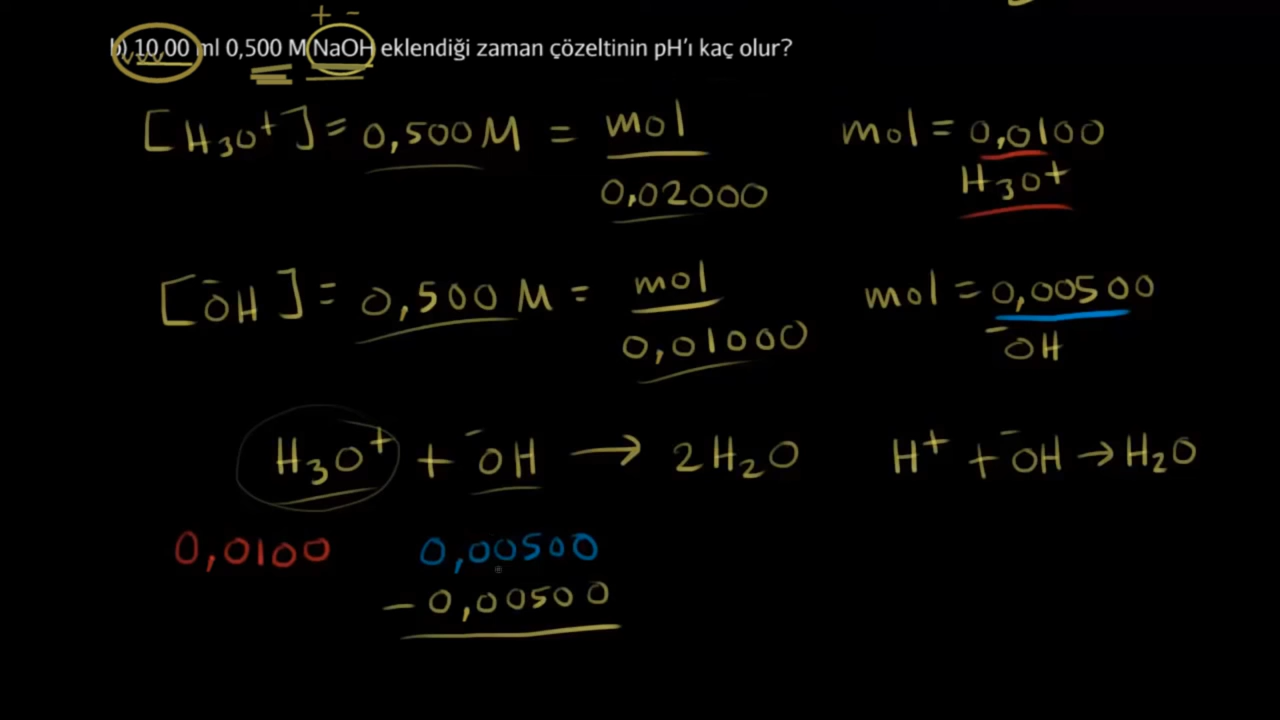 + -
b) 10,00 ml 0,500 M NaOH eklendiği zaman çözeltinin pH'ı kaç olur?
[H₃O⁺] = 0,500 M = mol / 0,02000 mol = 0,0100 H₃O⁺
[⁻OH] = 0,500 M = mol / 0,01000 mol = 0,00500 ⁻OH
H₃O⁺ + ⁻OH → 2H₂O H⁺ + ⁻OH → H₂O
0,0100 0,00500
- 0,00500